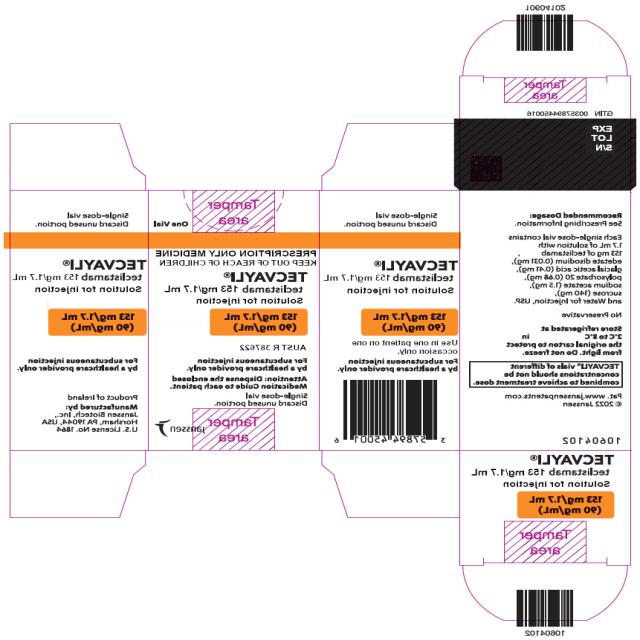 20140901
Tamper
area
GTIN 00357894450016
EXP
LOT
S/N
Recommended Dosage:
See Prescribing Information.
Each single-dose vial contains
1.7 mL of solution with
153 mg of teclistamab ,
edetate disodium (0.031 mg),
glacial acetic acid (0.41 mg),
polysorbate 20 (0.68 mg),
sodium acetate (1.5 mg),
sucrose (140 mg),
and Water for Injection, USP.
No Preservative
Store refrigerated at
2°C to 8°C in
the original carton to protect
from light. Do not freeze.
TECVAYLI® vials of different
concentrations should not be
combined to achieve treatment dose.
Pat. www.janssenpatents.com
© 2022 Janssen
10604102
TECVAYLI®
teclistamab 153 mg/1.7 mL
Solution for injection
153 mg/1.7 mL
(90 mg/mL)
Tamper
area
10604102
Single-dose vial
Discard unused portion.
TECVAYLI®
teclistamab 153 mg/1.7 mL
Solution for injection
153 mg/1.7 mL
(90 mg/mL)
Use in one patient on one
occasion only.
For subcutaneous injection
by a healthcare provider only.
3 57894 45001 6
Tamper
area
One Vial
PRESCRIPTION ONLY MEDICINE
KEEP OUT OF REACH OF CHILDREN
TECVAYLI®
teclistamab 153 mg/1.7 mL
Solution for injection
153 mg/1.7 mL
(90 mg/mL)
AUST R 387622
For subcutaneous injection
by a healthcare provider only.
Attention: Dispense the enclosed
Medication Guide to each patient.
Single-dose vial
Discard unused portion.
Tamper
area
janssen
Single-dose vial
Discard unused portion.
TECVAYLI®
teclistamab 153 mg/1.7 mL
Solution for injection
153 mg/1.7 mL
(90 mg/mL)
For subcutaneous injection
by a healthcare provider only.
Product of Ireland
Manufactured by:
Janssen Biotech, Inc.,
Horsham, PA 19044, USA
U.S. License No. 1864